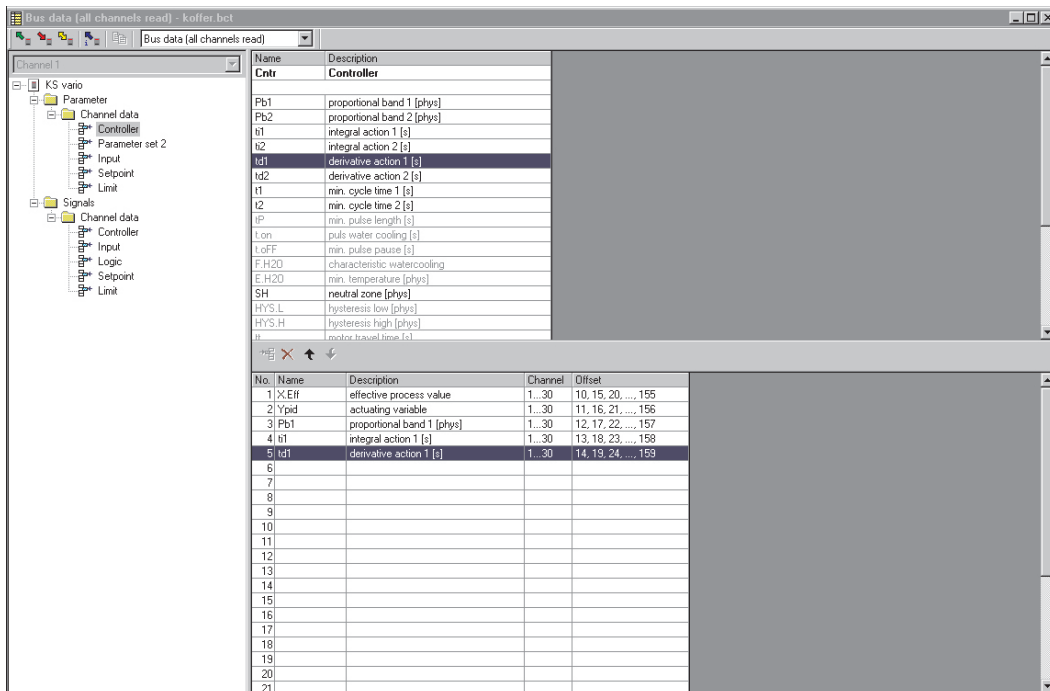 Bus data (all channels read) - koffer.bct
Bus data (all channels read)
Channel 1
KS vario
Parameter
Channel data
Controller
Parameter set 2
Input
Setpoint
Limit
Signals
Channel data
Controller
Input
Logic
Setpoint
Limit
Name Description
Cntr Controller
Pb1 proportional band 1 [phys]
Pb2 proportional band 2 [phys]
ti1 integral action 1 [s]
ti2 integral action 2 [s]
td1 derivative action 1 [s]
td2 derivative action 2 [s]
t1 min. cycle time 1 [s]
t2 min. cycle time 2 [s]
tP min. pulse length [s]
t.on puls water cooling [s]
t.oFF min. pulse pause [s]
F.H2O characteristic watercooling
E.H2O min. temperature [phys]
SH neutral zone [phys]
HYS.L hysteresis low [phys]
HYS.H hysteresis high [phys]
tt motor travel time [s]
No. Name Description Channel Offset
1 X.Eff effective process value 1...30 10, 15, 20, ..., 155
2 Ypid actuating variable 1...30 11, 16, 21, ..., 156
3 Pb1 proportional band 1 [phys] 1...30 12, 17, 22, ..., 157
4 ti1 integral action 1 [s] 1...30 13, 18, 23, ..., 158
5 td1 derivative action 1 [s] 1...30 14, 19, 24, ..., 159
6
7
8
9
10
11
12
13
14
15
16
17
18
19
20
21